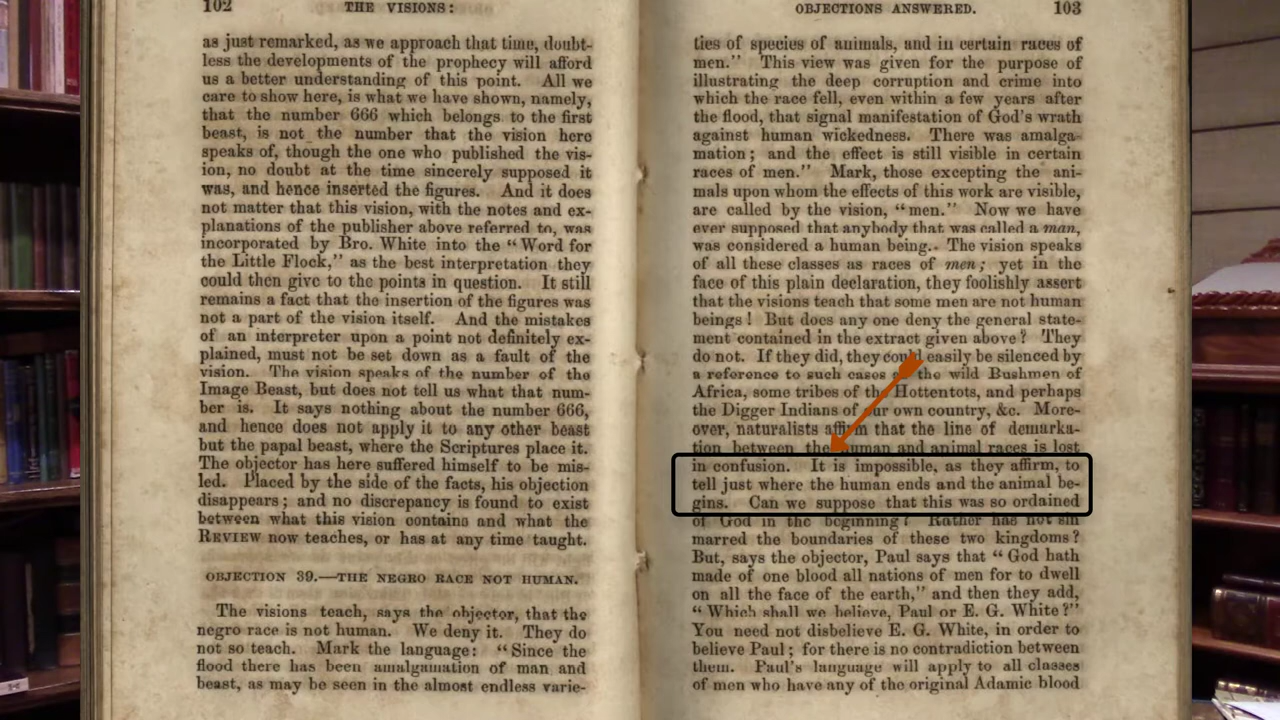 102 THE VISIONS:
as just remarked, as we approach that time, doubt-
less the developments of the prophecy will afford
us a better understanding of this point. All we
care to show here, is what we have shown, namely,
that the number 666 which belongs to the first
beast, is not the number that the vision here
speaks of, though the one who published the vis-
ion, no doubt at the time sincerely supposed it
was, and hence inserted the figures. And it does
not matter that this vision, with the notes and ex-
planations of the publisher above referred to, was
incorporated by Bro. White into the “Word for
the Little Flock,” as the best interpretation they
could then give to the points in question. It still
remains a fact that the insertion of the figures was
not a part of the vision itself. And the mistakes
of an interpreter upon a point not definitely ex-
plained, must not be set down as a fault of the
vision. The vision speaks of the number of the
Image Beast, but does not tell us what that num-
ber is. It says nothing about the number 666,
and hence does not apply it to any other beast
but the papal beast, where the Scriptures place it.
The objector has here suffered himself to be mis-
led. Placed by the side of the facts, his objection
disappears; and no discrepancy is found to exist
between what this vision contains and what the
REVIEW now teaches, or has at any time taught.
OBJECTION 39.—THE NEGRO RACE NOT HUMAN.
The visions teach, says the objector, that the
negro race is not human. We deny it. They do
not so teach. Mark the language: “Since the
flood there has been amalgamation of man and
beast, as may be seen in the almost endless varie-
OBJECTIONS ANSWERED. 103
ties of species of animals, and in certain races of
men.” This view was given for the purpose of
illustrating the deep corruption and crime into
which the race fell, even within a few years after
the flood, that signal manifestation of God's wrath
against human wickedness. There was amalga-
mation; and the effect is still visible in certain
races of men.” Mark, those excepting the ani-
mals upon whom the effects of this work are visible,
are called by the vision, “men.” Now we have
ever supposed that anybody that was called a man,
was considered a human being. The vision speaks
of all these classes as races of men; yet in the
face of this plain declaration, they foolishly assert
that the visions teach that some men are not human
beings! But does any one deny the general state-
ment contained in the extract given above? They
do not. If they did, they could easily be silenced by
a reference to such cases the wild Bushmen of
Africa, some tribes of the Hottentots, and perhaps
the Digger Indians of our own country, &c. More-
over, naturalists affirm that the line of demarka-
tion between the human and animal races is lost
in confusion. It is impossible, as they affirm, to
tell just where the human ends and the animal be-
gins. Can we suppose that this was so ordained
of God in the beginning? Rather has not sin
marred the boundaries of these two kingdoms?
But, says the objector, Paul says that “God hath
made of one blood all nations of men for to dwell
on all the face of the earth,” and then they add,
“Which shall we believe, Paul or E. G. White?”
You need not disbelieve E. G. White, in order to
believe Paul; for there is no contradiction between
them. Paul's language will apply to all classes
of men who have any of the original Adamic blood